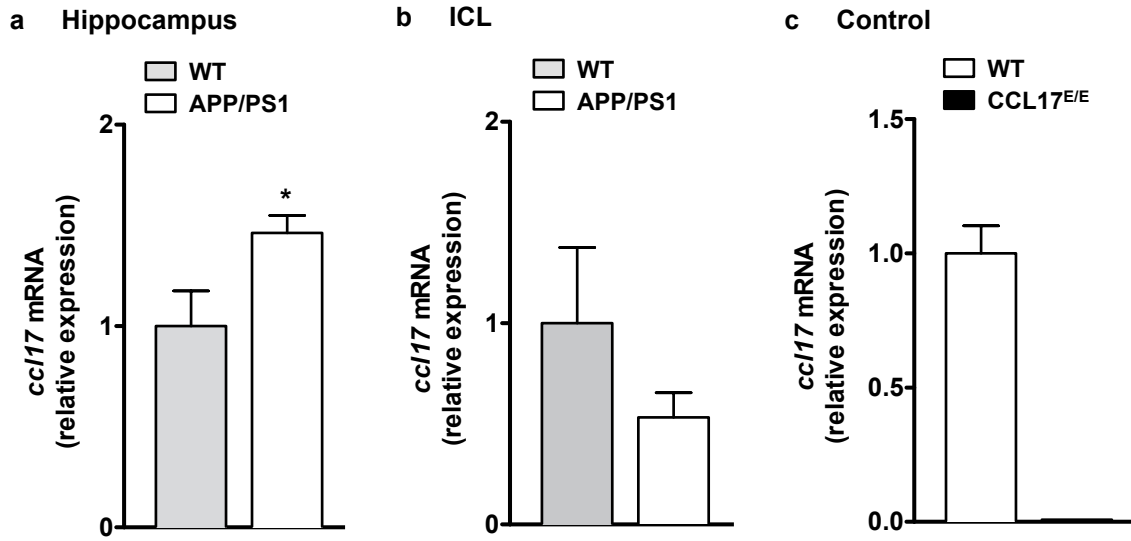 a Hippocampus
WT
APP/PS1
ccl17 mRNA
(relative expression)
2
1
0
*
b ICL
WT
APP/PS1
ccl17 mRNA
(relative expression)
2
1
0
c Control
WT
CCL17E/E
ccl17 mRNA
(relative expression)
1.5
1.0
0.5
0.0